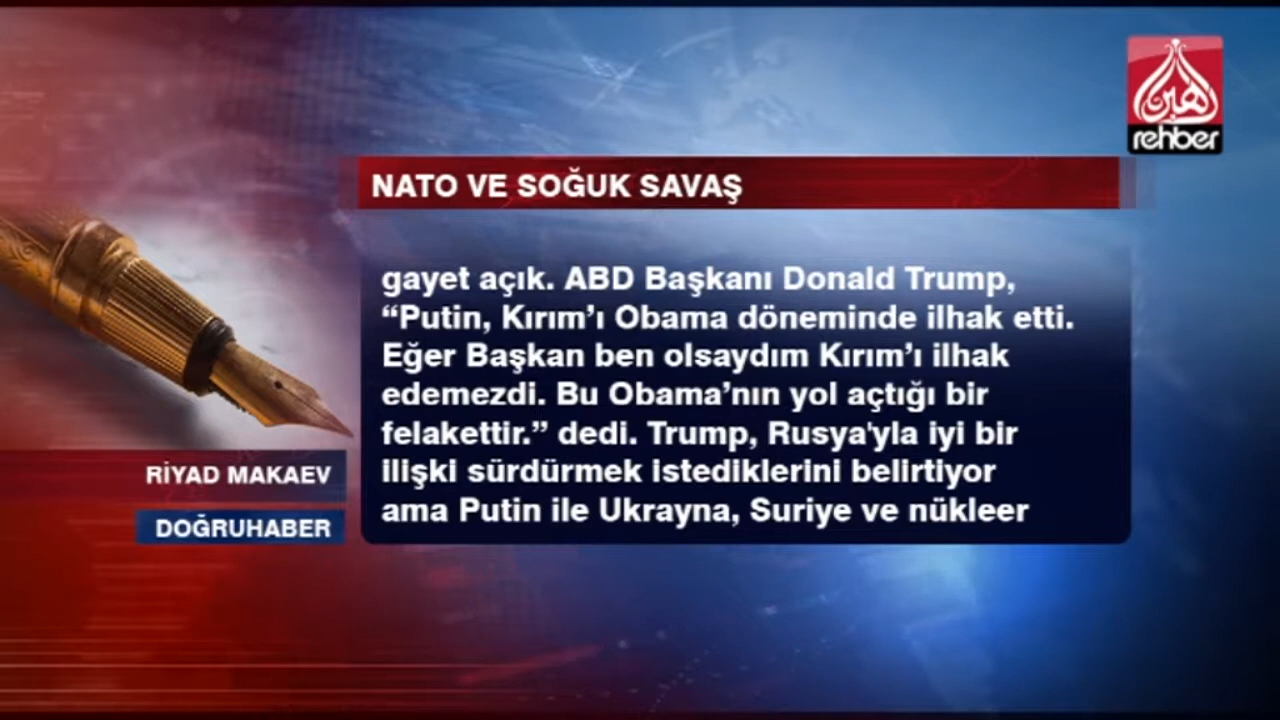 رهبر
rehber
NATO VE SOĞUK SAVAŞ
gayet açık. ABD Başkanı Donald Trump,
“Putin, Kırım’ı Obama döneminde ilhak etti.
Eğer Başkan ben olsaydım Kırım’ı ilhak
edemezdi. Bu Obama’nın yol açtığı bir
felakettir.” dedi. Trump, Rusya'yla iyi bir
ilişki sürdürmek istediklerini belirtiyor
ama Putin ile Ukrayna, Suriye ve nükleer
RİYAD MAKAEV
DOĞRUHABER